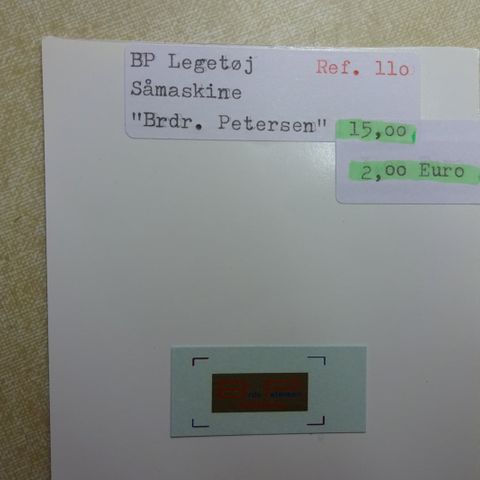 BP Legetøj Ref. 110
Såmaskine
"Brdr. Petersen"
15,00
2,00 Euro